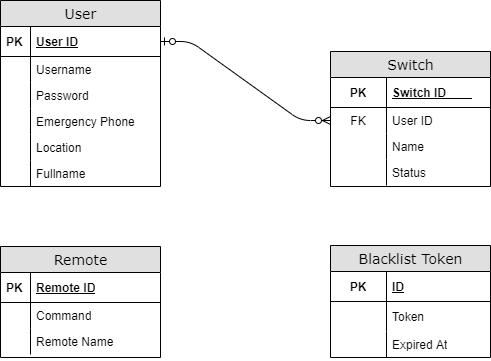 User
PK User ID
Username
Password
Emergency Phone
Location
Fullname
Switch
PK Switch ID
FK User ID
Name
Status
Remote
PK Remote ID
Command
Remote Name
Blacklist Token
PK ID
Token
Expired At